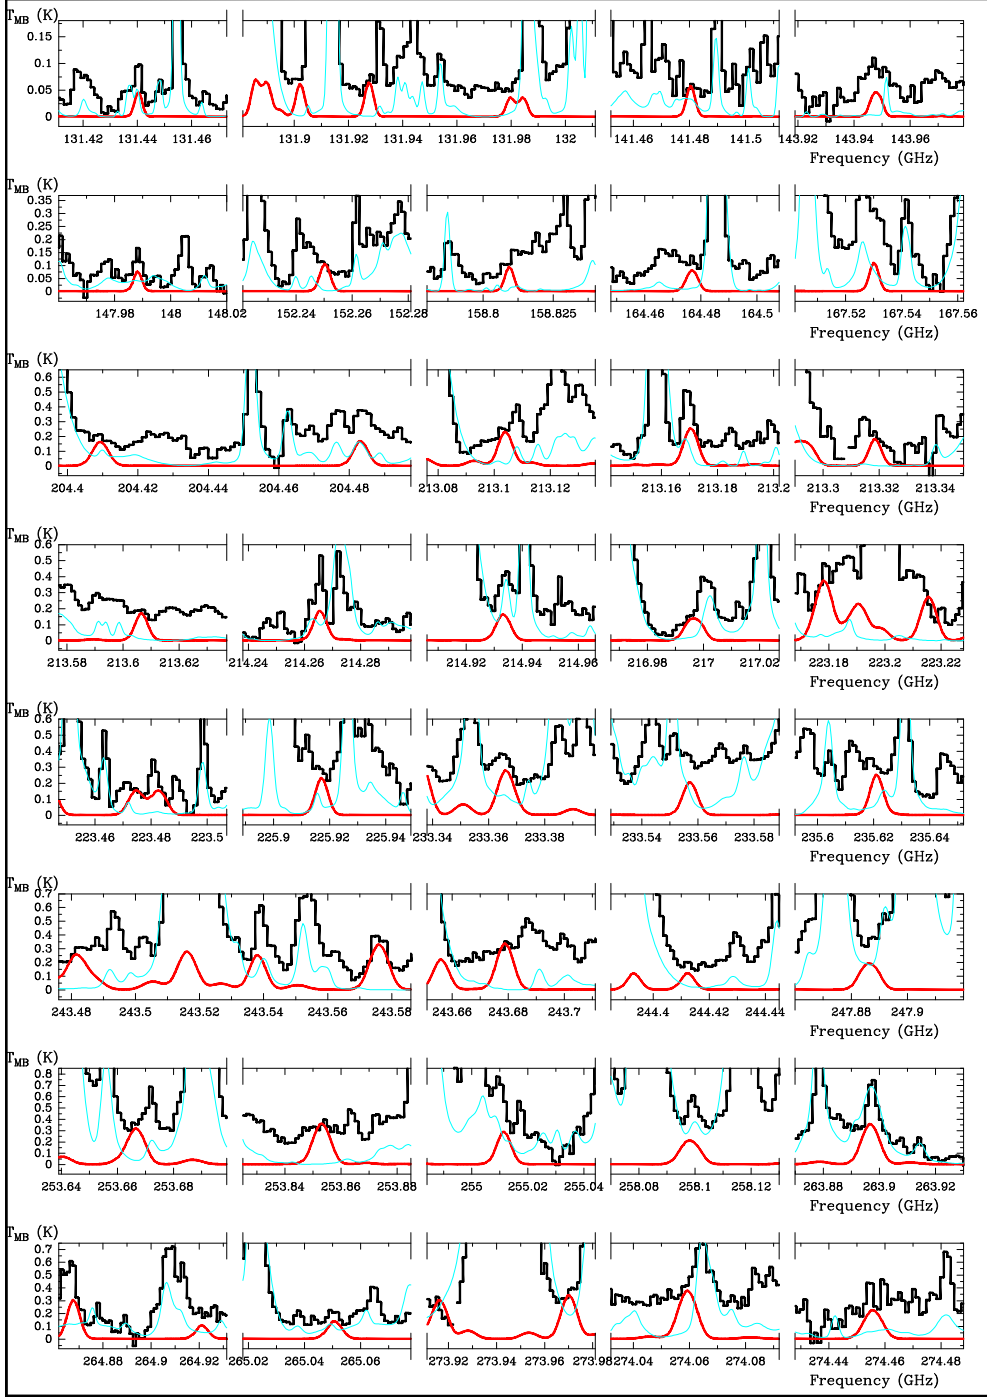 T_MB (K)
0.15
0.1
0.05
0
131.42 131.44 131.46 131.9 131.92 131.94 131.96 131.98 132 141.46 141.48 141.5 143.92 143.94 143.96
Frequency (GHz)
T_MB (K)
0.35
0.3
0.25
0.2
0.15
0.1
0.05
0
147.98 148 148.02 152.24 152.26 152.28 158.8 158.825 164.46 164.48 164.5 167.52 167.54 167.56
Frequency (GHz)
T_MB (K)
0.6
0.5
0.4
0.3
0.2
0.1
0
204.4 204.42 204.44 204.46 204.48 213.08 213.1 213.12 213.16 213.18 213.2 213.3 213.32 213.34
Frequency (GHz)
T_MB (K)
0.6
0.5
0.4
0.3
0.2
0.1
0
213.58 213.6 213.62 214.24 214.26 214.28 214.92 214.94 214.96 216.98 217 217.02 223.18 223.2 223.22
Frequency (GHz)
T_MB (K)
0.6
0.5
0.4
0.3
0.2
0.1
223.46 223.48 223.5 225.9 225.92 225.94 233.34 233.36 233.38 233.54 233.56 233.58 235.6 235.62 235.64
Frequency (GHz)
T_MB (K)
0.7
0.6
0.5
0.4
0.3
0.2
0.1
0
243.48 243.5 243.52 243.54 243.56 243.58 243.66 243.68 243.7 244.4 244.42 244.44 247.88 247.9
Frequency (GHz)
T_MB (K)
0.8
0.7
0.6
0.5
0.4
0.3
0.2
0.1
0
253.64 253.66 253.68 253.84 253.86 253.88 255 255.02 255.04 258.08 258.1 258.12 263.88 263.9 263.92
Frequency (GHz)
T_MB (K)
0.7
0.6
0.5
0.4
0.3
0.2
0.1
0
264.88 264.9 264.92 265.02 265.04 265.06 273.92 273.94 273.96 273.98 274.04 274.06 274.08 274.44 274.46 274.48
Frequency (GHz)